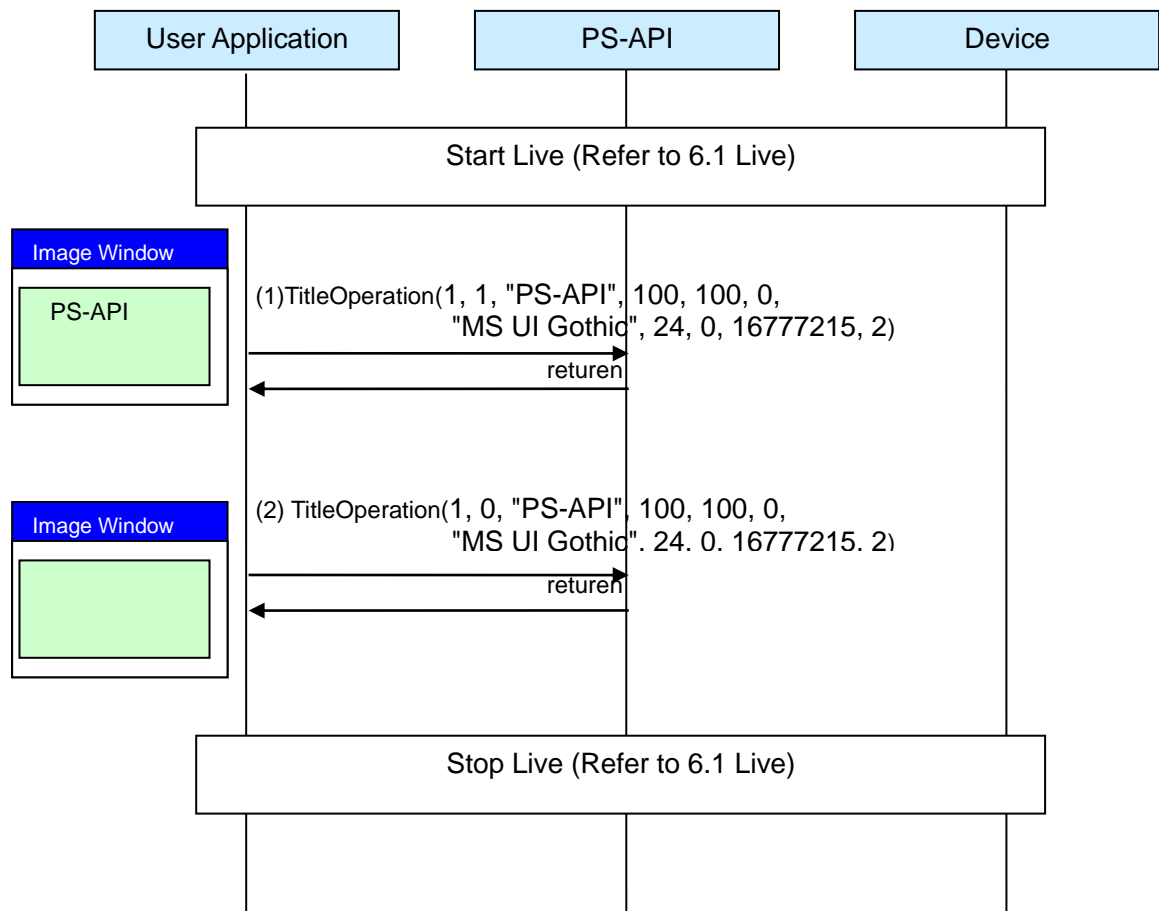 User Application
PS-API
Device
Start Live (Refer to 6.1 Live)
Image Window
PS-API
(1)TitleOperation(1, 1, "PS-API", 100, 100, 0,
"MS UI Gothic", 24, 0, 16777215, 2)
returen
Image Window
(2) TitleOperation(1, 0, "PS-API", 100, 100, 0,
"MS UI Gothic", 24, 0, 16777215, 2)
returen
Stop Live (Refer to 6.1 Live)